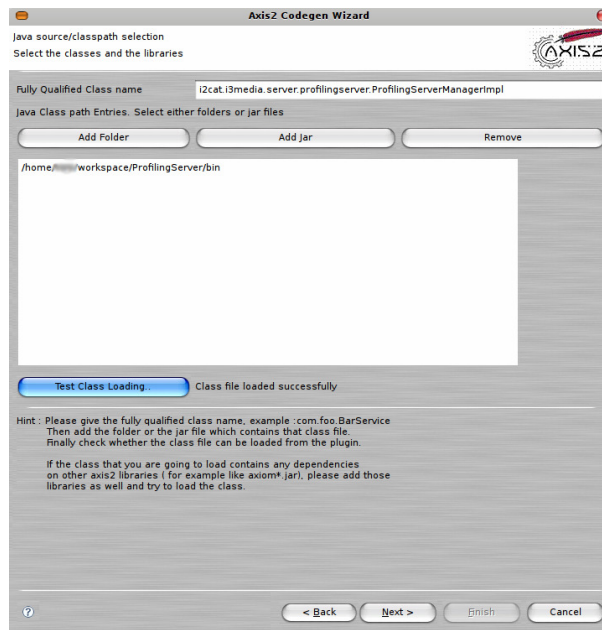 Axis2 Codegen Wizard
Java source/classpath selection
Select the classes and the libraries
AXIS2
Fully Qualified Class name i2cat.i3media.server.profilingserver.ProfilingServerManagerImpl
Java Class path Entries. Select either folders or jar files
Add Folder Add Jar Remove
/home/ /workspace/ProfilingServer/bin
Test Class Loading.. Class file loaded successfully
Hint : Please give the fully qualified class name, example :com.foo.BarService
Then add the folder or the jar file which contains that class file.
Finally check whether the class file can be loaded from the plugin.
If the class that you are going to load contains any dependencies
on other axis2 libraries ( for example like axiom*.jar), please add those
libraries as well and try to load the class.
? < Back Next > Finish Cancel